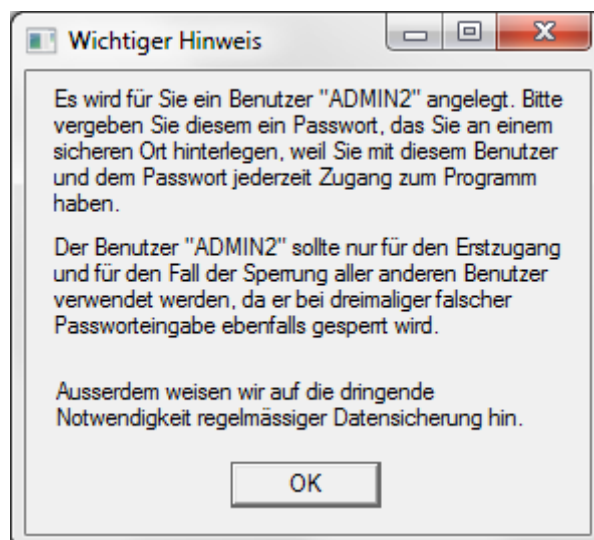 Wichtiger Hinweis
Es wird für Sie ein Benutzer "ADMIN2" angelegt. Bitte
vergeben Sie diesem ein Passwort, das Sie an einem
sicheren Ort hinterlegen, weil Sie mit diesem Benutzer
und dem Passwort jederzeit Zugang zum Programm
haben.
Der Benutzer "ADMIN2" sollte nur für den Erstzugang
und für den Fall der Sperrung aller anderen Benutzer
verwendet werden, da er bei dreimaliger falscher
Passworteingabe ebenfalls gesperrt wird.
Ausserdem weisen wir auf die dringende
Notwendigkeit regelmässiger Datensicherung hin.
OK